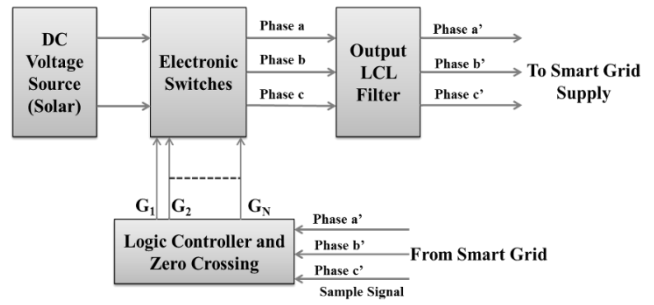 DC
Voltage
Source
(Solar)
Electronic
Switches
Phase a
Phase b
Phase c
Output
LCL
Filter
Phase a’
Phase b’
Phase c’
To Smart Grid
Supply
G1 G2 GN
Logic Controller and
Zero Crossing
Phase a’
Phase b’
Phase c’
From Smart Grid
Sample Signal